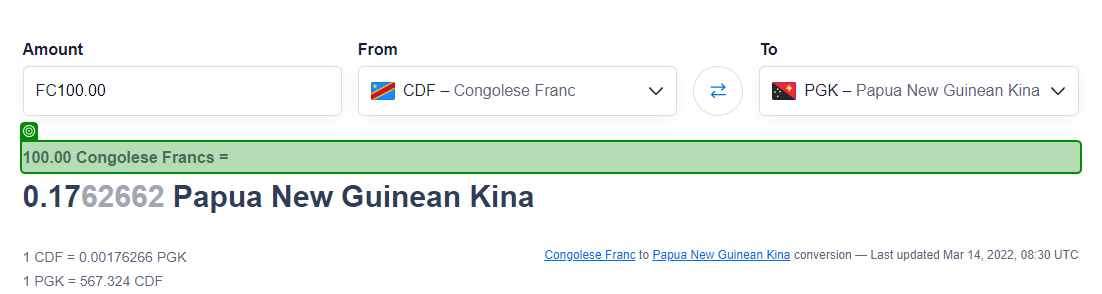 Amount
From
To
FC100.00
CDF – Congolese Franc
PGK – Papua New Guinean Kina
100.00 Congolese Francs =
0.1762662 Papua New Guinean Kina
1 CDF = 0.00176266 PGK
Congolese Franc to Papua New Guinean Kina conversion — Last updated Mar 14, 2022, 08:30 UTC
1 PGK = 567.324 CDF